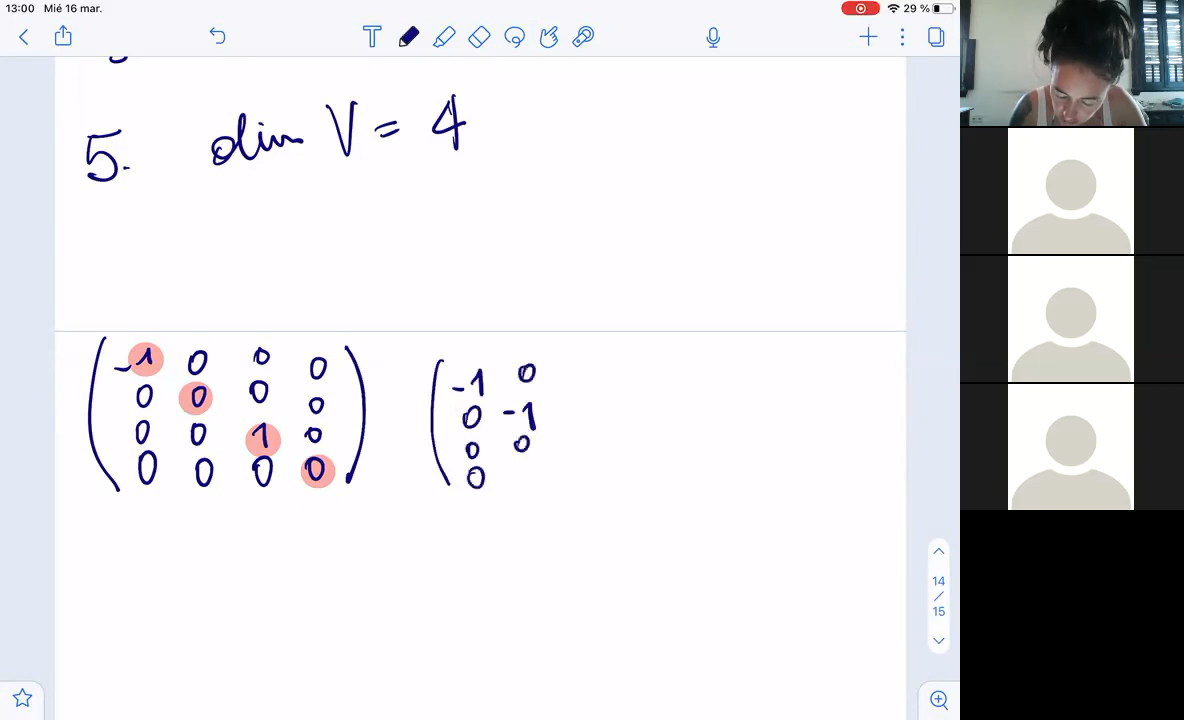 13:00 Mié 16 mar.
29 %
T
5. dim V = 4
-1 0 0 0
0 0 0 0
0 0 1 0
0 0 0 0
-1 0
0 -1
0 0
0
14
/
15